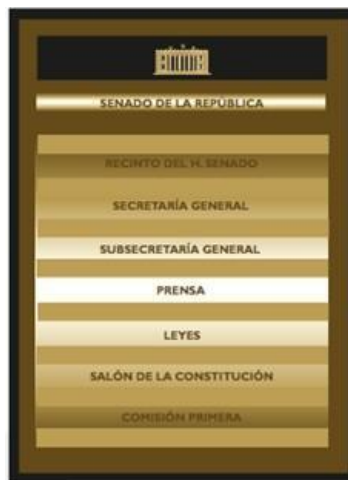 SENADO DE LA REPÚBLICA
RECINTO DEL H. SENADO
SECRETARÍA GENERAL
SUBSECRETARÍA GENERAL
PRENSA
LEYES
SALÓN DE LA CONSTITUCIÓN
COMISIÓN PRIMERA